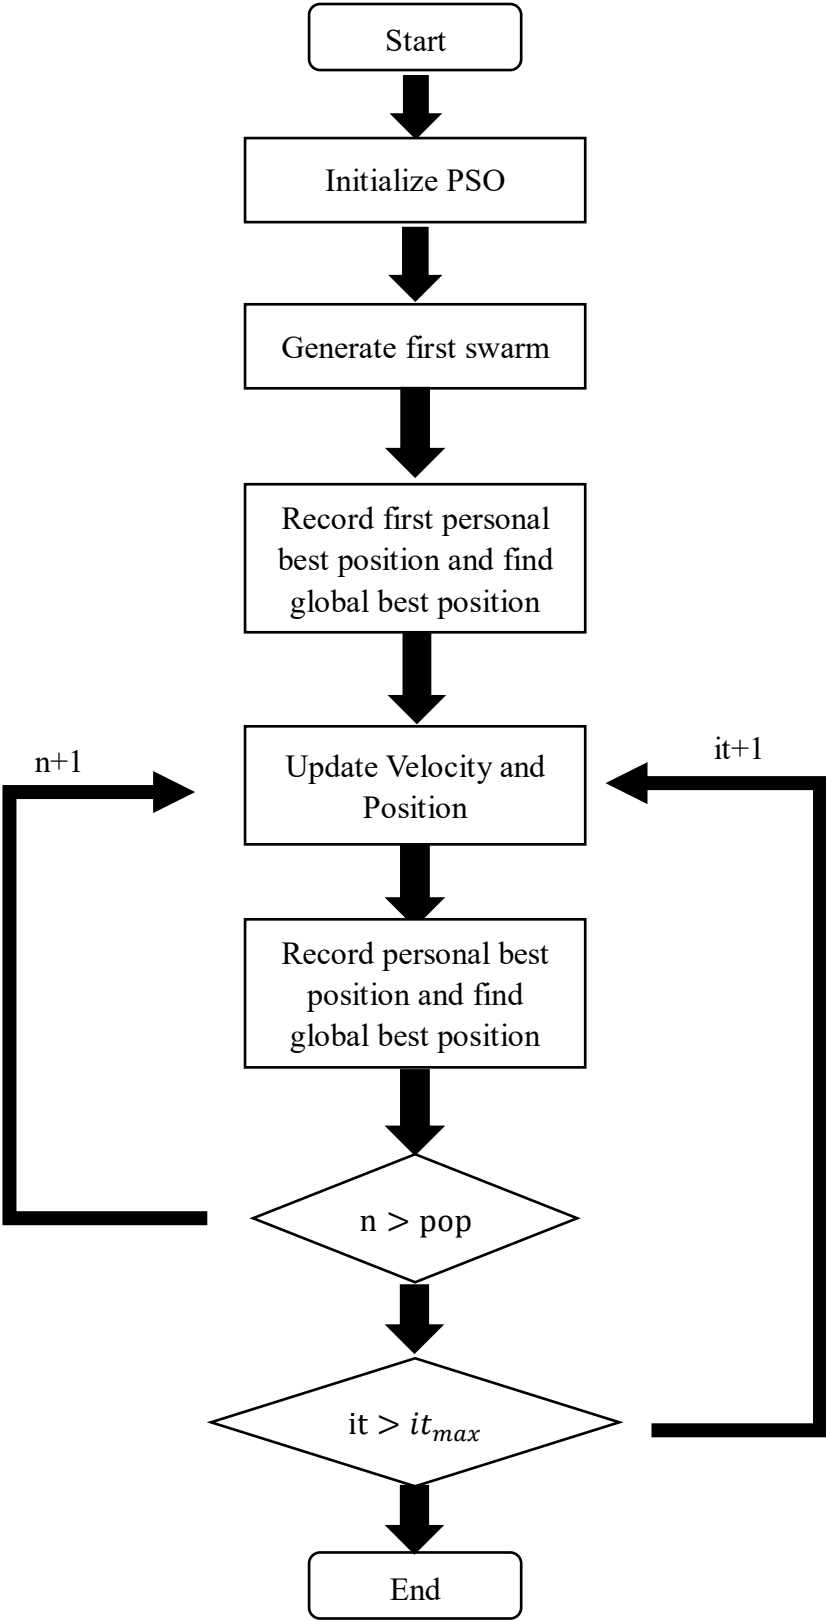 Start
Initialize PSO
Generate first swarm
Record first personal
best position and find
global best position
n+1
it+1
Update Velocity and
Position
Record personal best
position and find
global best position
n > pop
it > it_max
End